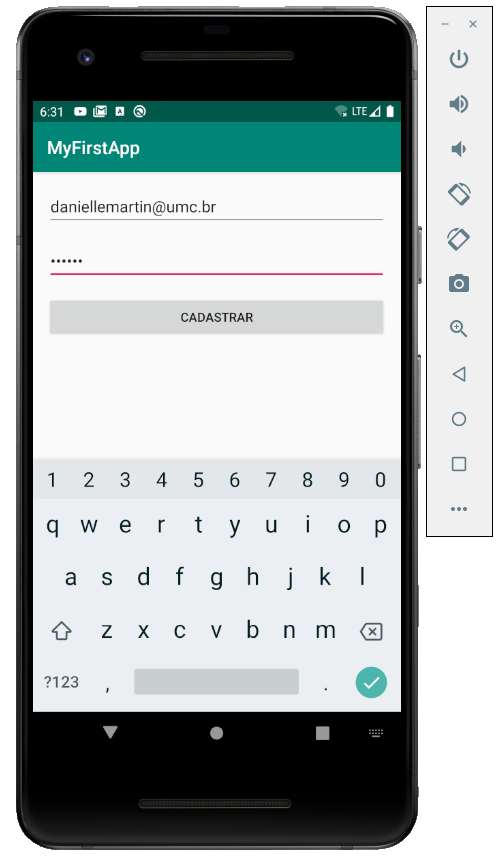 6:31 LTE
MyFirstApp
daniellemartin@umc.br
••••••
CADASTRAR
1 2 3 4 5 6 7 8 9 0
q w e r t y u i o p
a s d f g h j k l
z x c v b n m
?123 , .